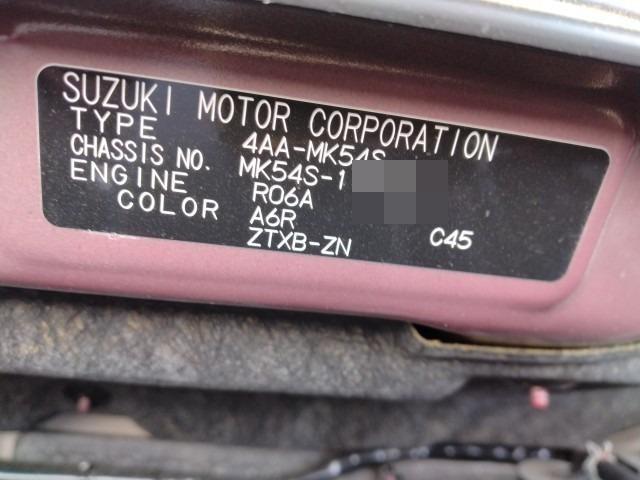 SUZUKI MOTOR CORPORATION
TYPE 4AA-MK54S
CHASSIS NO. MK54S-1
ENGINE R06A
COLOR A6R
ZTXB-ZN C45